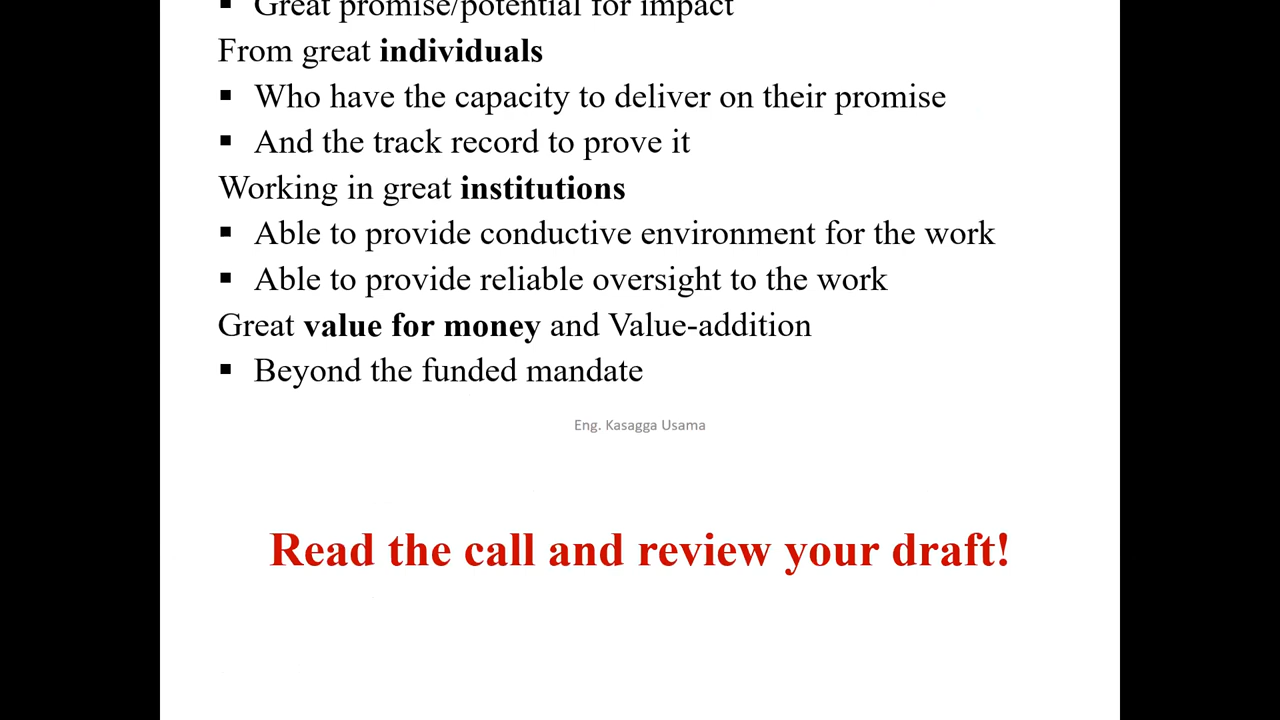 ▪ Great promise/potential for impact
From great individuals
▪ Who have the capacity to deliver on their promise
▪ And the track record to prove it
Working in great institutions
▪ Able to provide conductive environment for the work
▪ Able to provide reliable oversight to the work
Great value for money and Value-addition
▪ Beyond the funded mandate
Eng. Kasagga Usama
Read the call and review your draft!